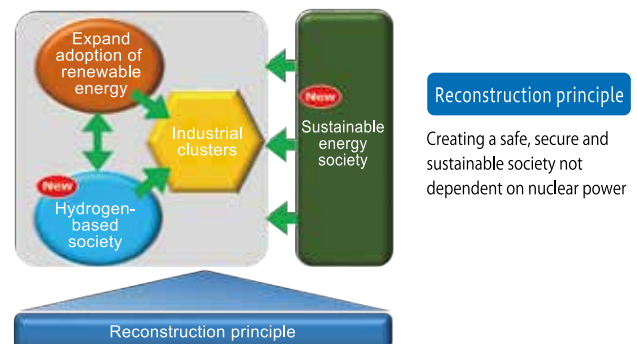 Expand
adoption of
renewable
energy
Industrial
clusters
New
Hydrogen-
based
society
New
Sustainable
energy
society
Reconstruction principle
Reconstruction principle
Creating a safe, secure and
sustainable society not
dependent on nuclear power